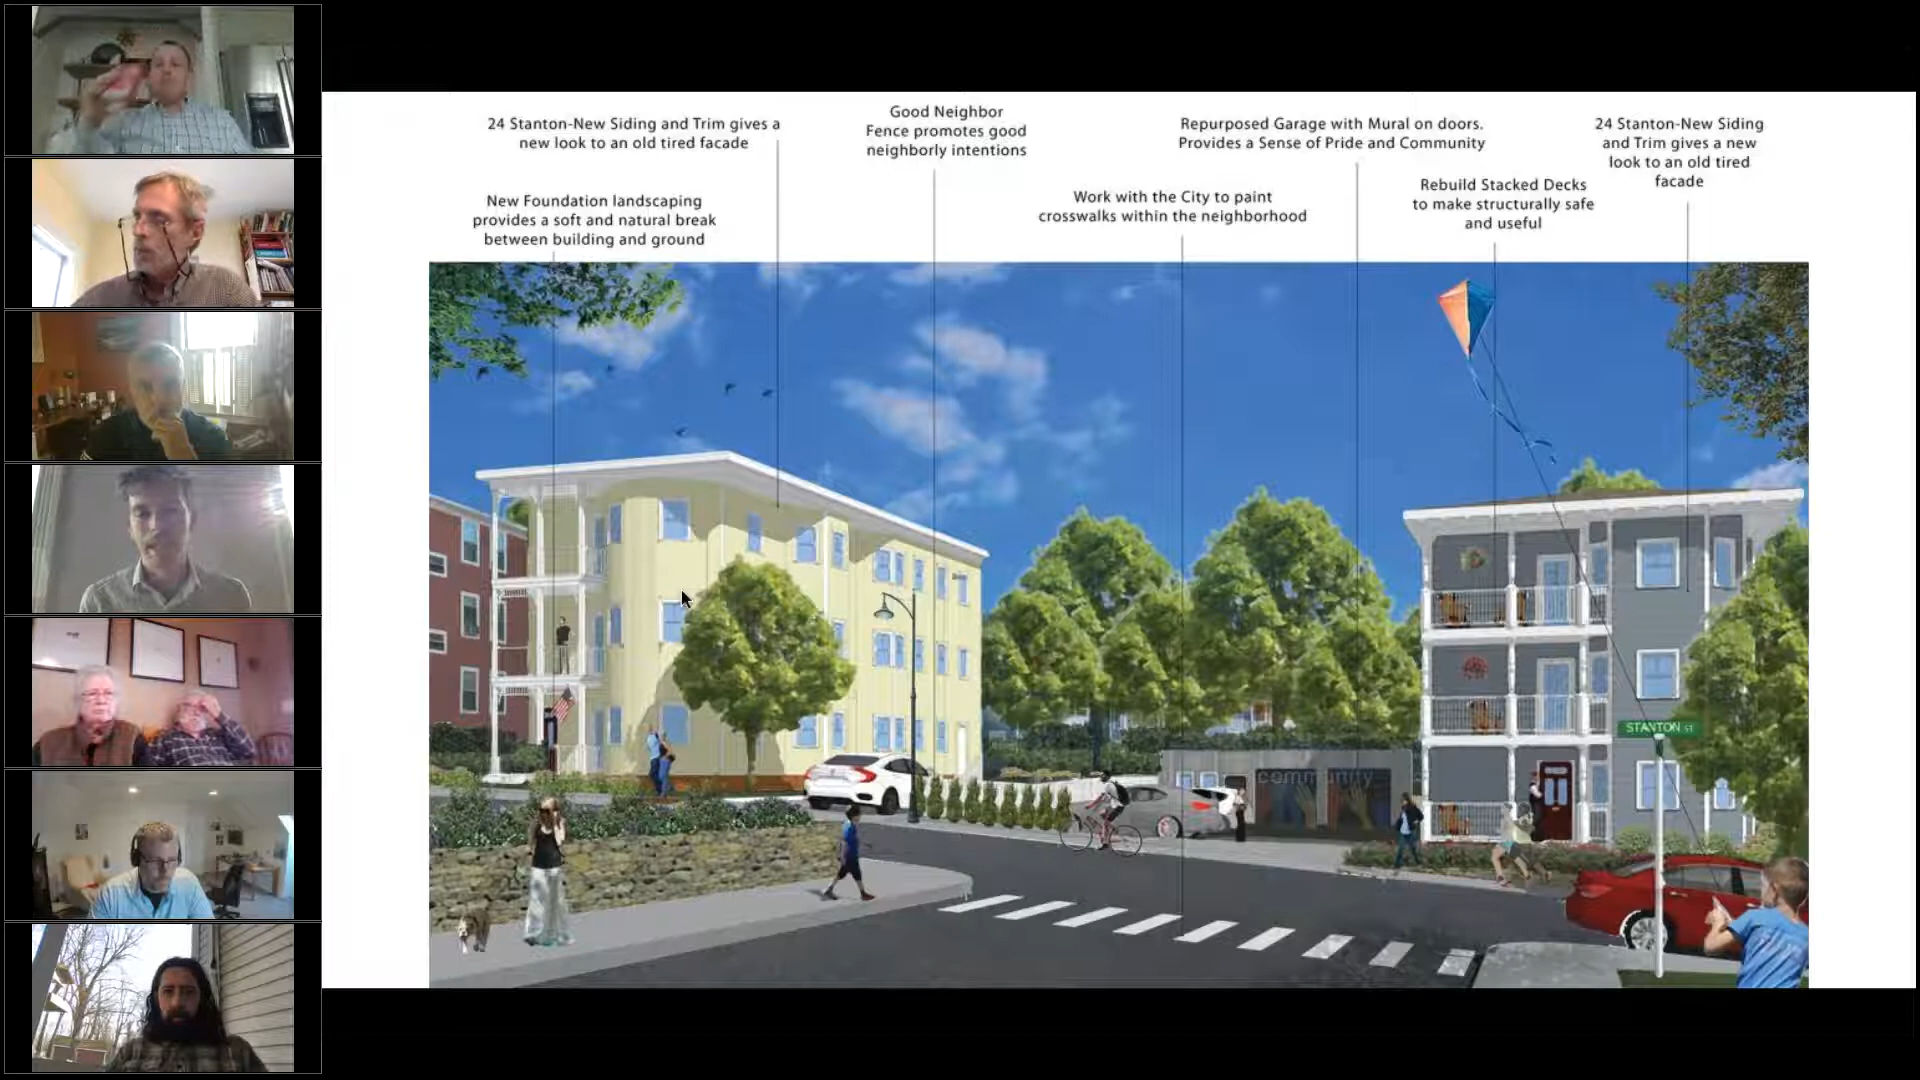 24 Stanton-New Siding and Trim gives a
new look to an old tired facade
Good Neighbor
Fence promotes good
neighborly intentions
Repurposed Garage with Mural on doors.
Provides a Sense of Pride and Community
24 Stanton-New Siding
and Trim gives a new
look to an old tired
facade
New Foundation landscaping
provides a soft and natural break
between building and ground
Work with the City to paint
crosswalks within the neighborhood
Rebuild Stacked Decks
to make structurally safe
and useful
STANTON ST
community